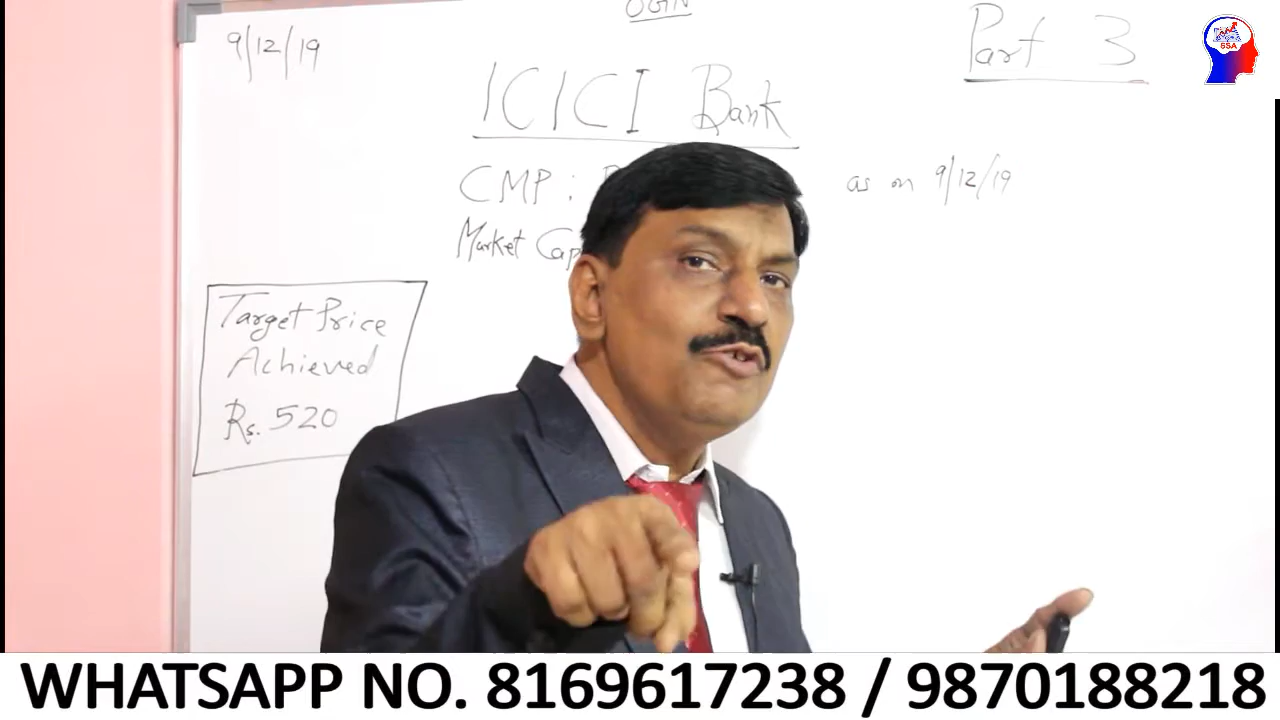 9/12/19
Part 3
ICICI Bank
CMP :
as on 9/12/19
Market Cap
Target Price
Achieved
Rs. 520
SSA
WHATSAPP NO. 8169617238 / 9870188218